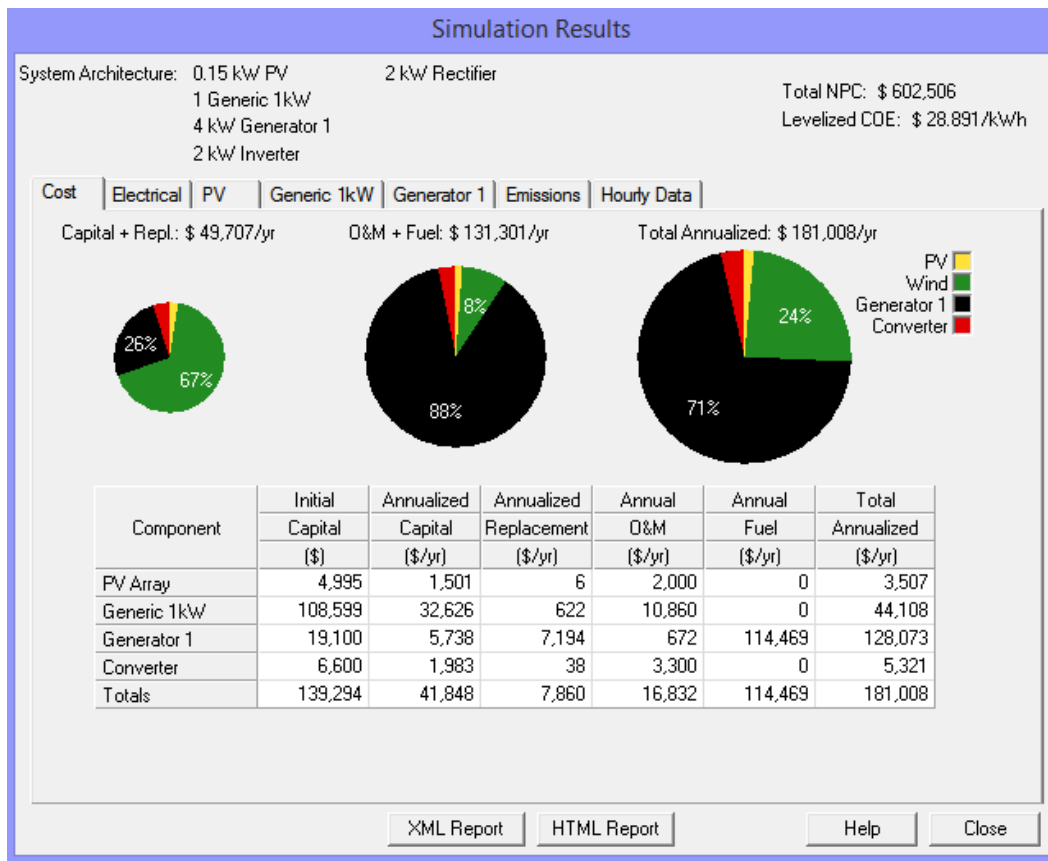 Simulation Results
System Architecture: 0.15 kW PV 2 kW Rectifier
1 Generic 1kW
4 kW Generator 1
2 kW Inverter
Total NPC: $ 602,506
Levelized COE: $ 28.891/kWh
Cost Electrical PV Generic 1kW Generator 1 Emissions Hourly Data
Capital + Repl.: $ 49,707/yr O&M + Fuel: $ 131,301/yr Total Annualized: $ 181,008/yr
PV
Wind
Generator 1
Converter
26%
67%
8%
88%
24%
71%
Component Initial Annualized Annualized Annual Annual Total
Capital Capital Replacement O&M Fuel Annualized
($) ($/yr) ($/yr) ($/yr) ($/yr) ($/yr)
PV Array 4,995 1,501 6 2,000 0 3,507
Generic 1kW 108,599 32,626 622 10,860 0 44,108
Generator 1 19,100 5,738 7,194 672 114,469 128,073
Converter 6,600 1,983 38 3,300 0 5,321
Totals 139,294 41,848 7,860 16,832 114,469 181,008
XML Report HTML Report Help Close